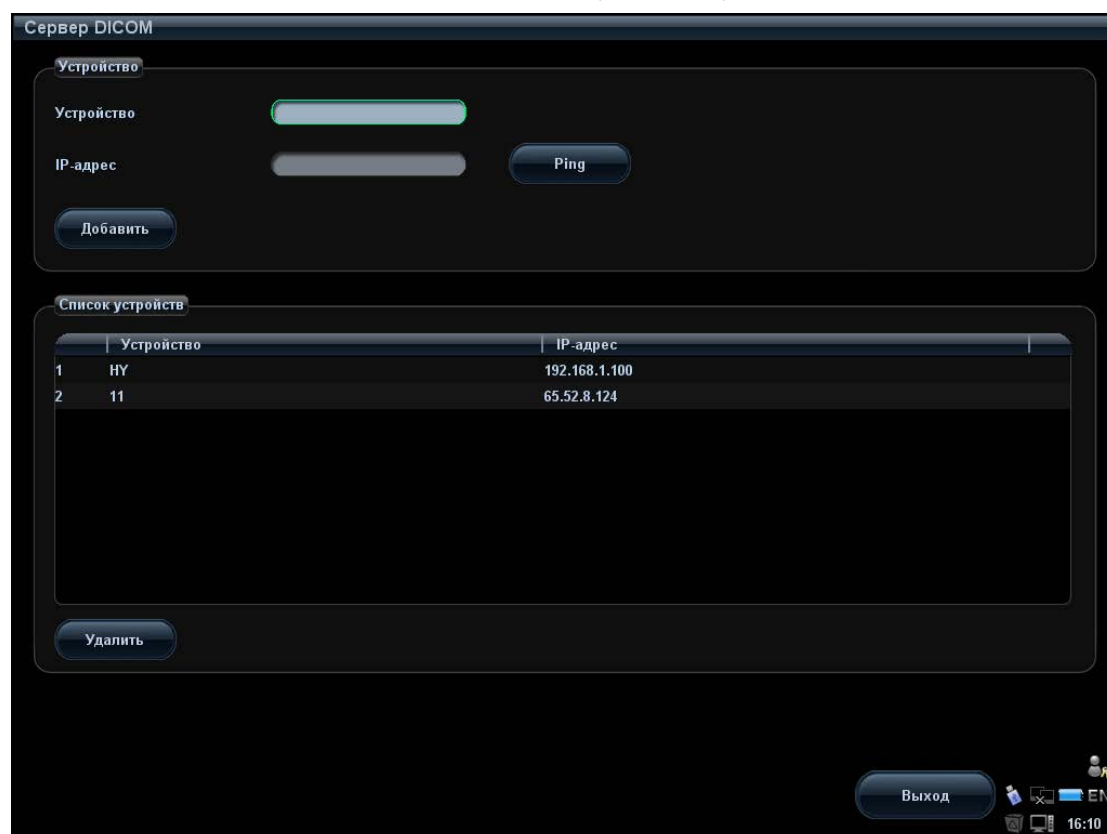 Сервер DICOM
Устройство
Устройство
IP-адрес
Ping
Добавить
Список устройств
Устройство IP-адрес
1 HY 192.168.1.100
2 11 65.52.8.124
Удалить
Выход
EN
16:10